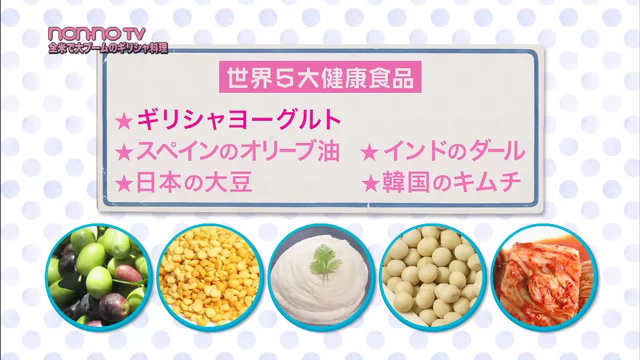 non-no TV
全米で大ブームのギリシャ料理
世界5大健康食品
★ギリシャヨーグルト
★スペインのオリーブ油 ★インドのダール
★日本の大豆 ★韓国のキムチ